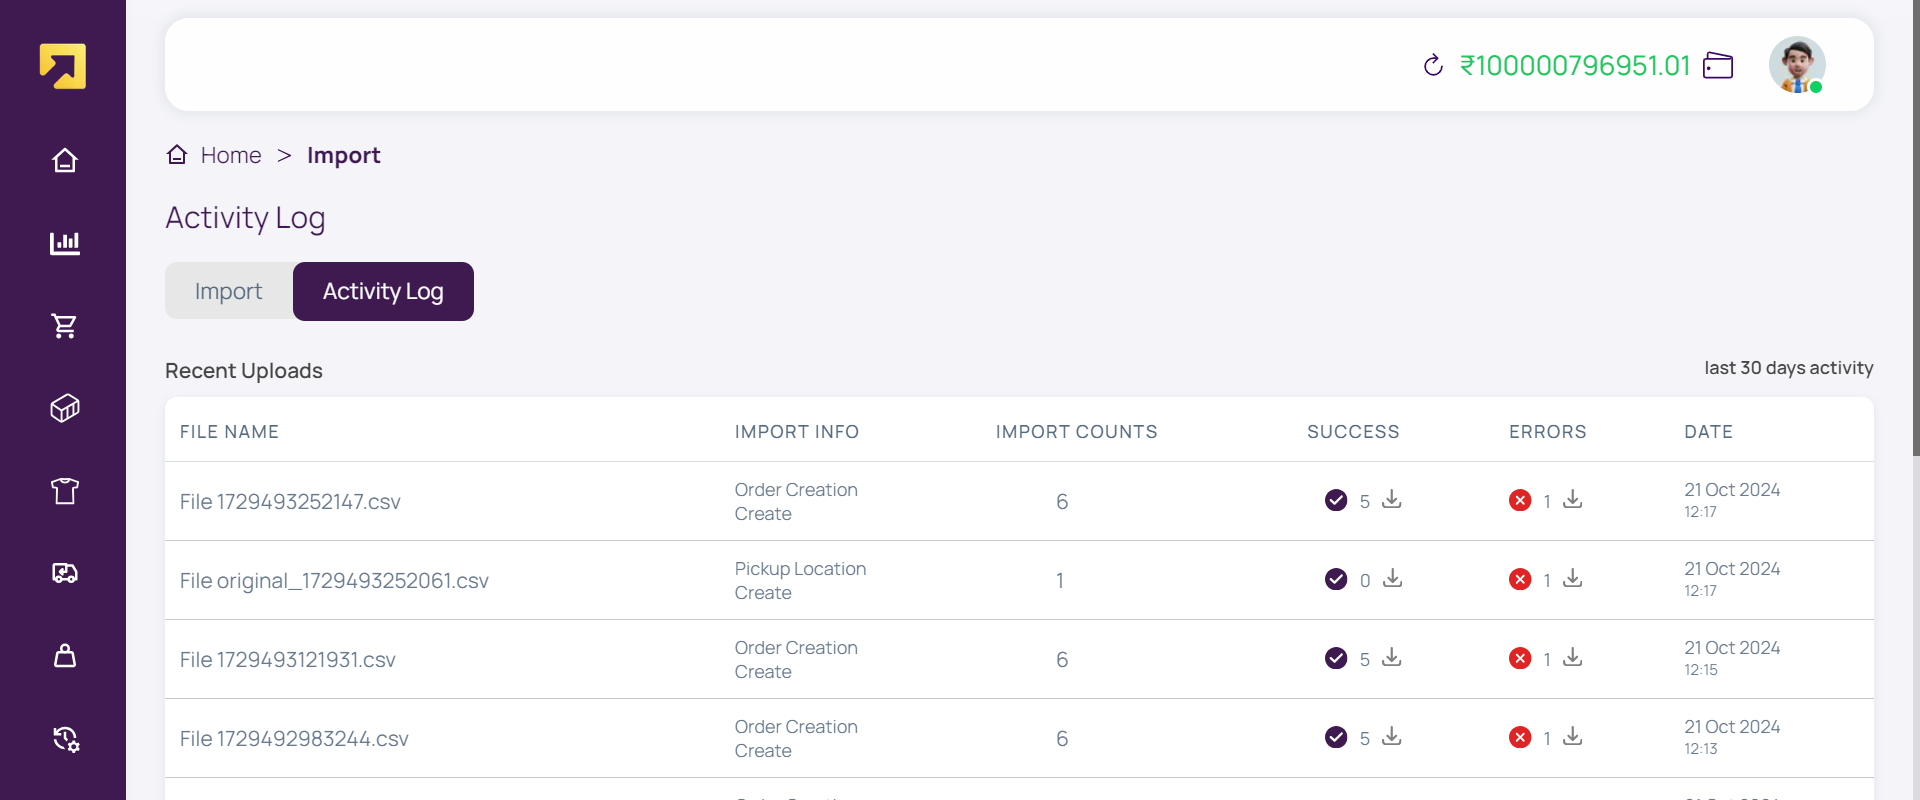 ₹100000796951.01
Home > Import
Activity Log
Import Activity Log
Recent Uploads last 30 days activity
FILE NAME IMPORT INFO IMPORT COUNTS SUCCESS ERRORS DATE
File 1729493252147.csv Order Creation Create 6 5 1 21 Oct 2024 12:17
File original_1729493252061.csv Pickup Location Create 1 0 1 21 Oct 2024 12:17
File 1729493121931.csv Order Creation Create 6 5 1 21 Oct 2024 12:15
File 1729492983244.csv Order Creation Create 6 5 1 21 Oct 2024 12:13